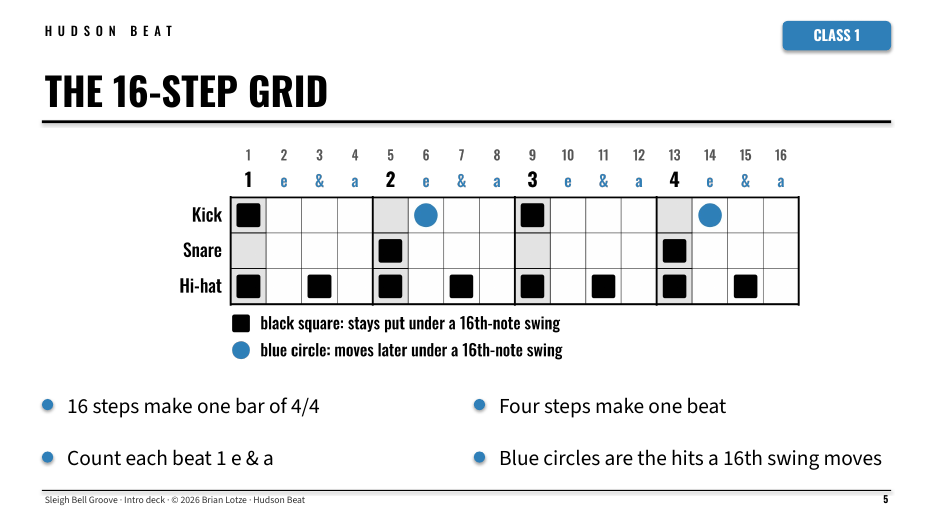 HUDSON BEAT
CLASS 1
THE 16-STEP GRID
1 2 3 4 5 6 7 8 9 10 11 12 13 14 15 16
1 e & a 2 e & a 3 e & a 4 e & a
Kick
Snare
Hi-hat
black square: stays put under a 16th-note swing
blue circle: moves later under a 16th-note swing
16 steps make one bar of 4/4
Four steps make one beat
Count each beat 1 e & a
Blue circles are the hits a 16th swing moves
Sleigh Bell Groove · Intro deck · © 2026 Brian Lotze · Hudson Beat
5